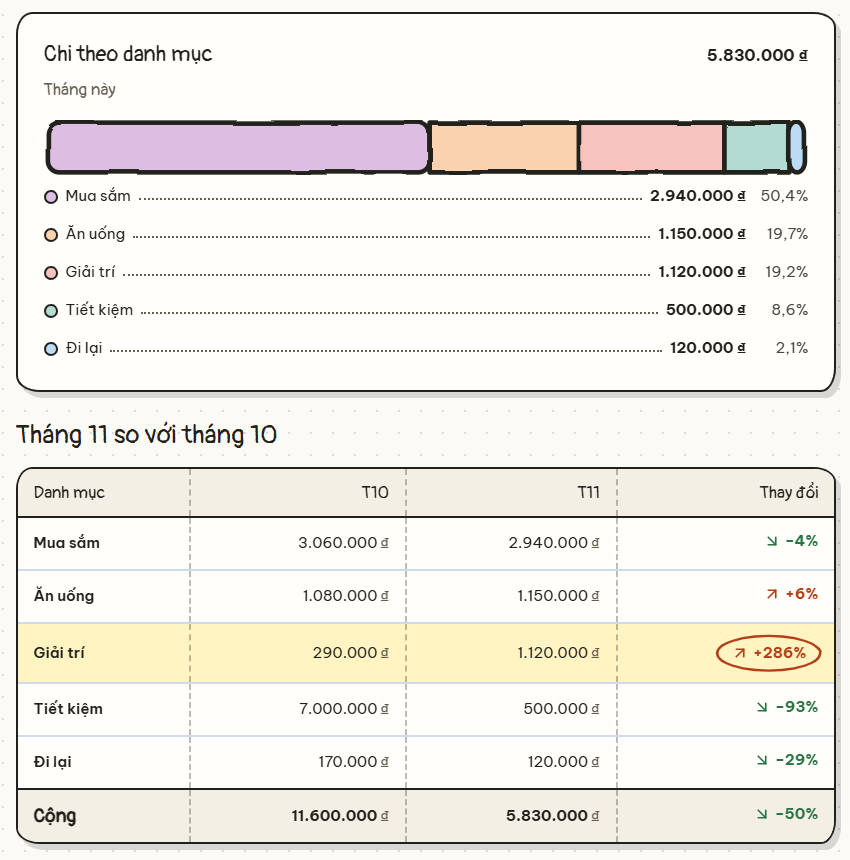 Chi theo danh mục 5.830.000 ₫
Tháng này
Mua sắm 2.940.000 ₫ 50,4%
Ăn uống 1.150.000 ₫ 19,7%
Giải trí 1.120.000 ₫ 19,2%
Tiết kiệm 500.000 ₫ 8,6%
Đi lại 120.000 ₫ 2,1%
Tháng 11 so với tháng 10
Danh mục T10 T11 Thay đổi
Mua sắm 3.060.000 ₫ 2.940.000 ₫ ↘ -4%
Ăn uống 1.080.000 ₫ 1.150.000 ₫ ↗ +6%
Giải trí 290.000 ₫ 1.120.000 ₫ ↗ +286%
Tiết kiệm 7.000.000 ₫ 500.000 ₫ ↘ -93%
Đi lại 170.000 ₫ 120.000 ₫ ↘ -29%
Cộng 11.600.000 ₫ 5.830.000 ₫ ↘ -50%